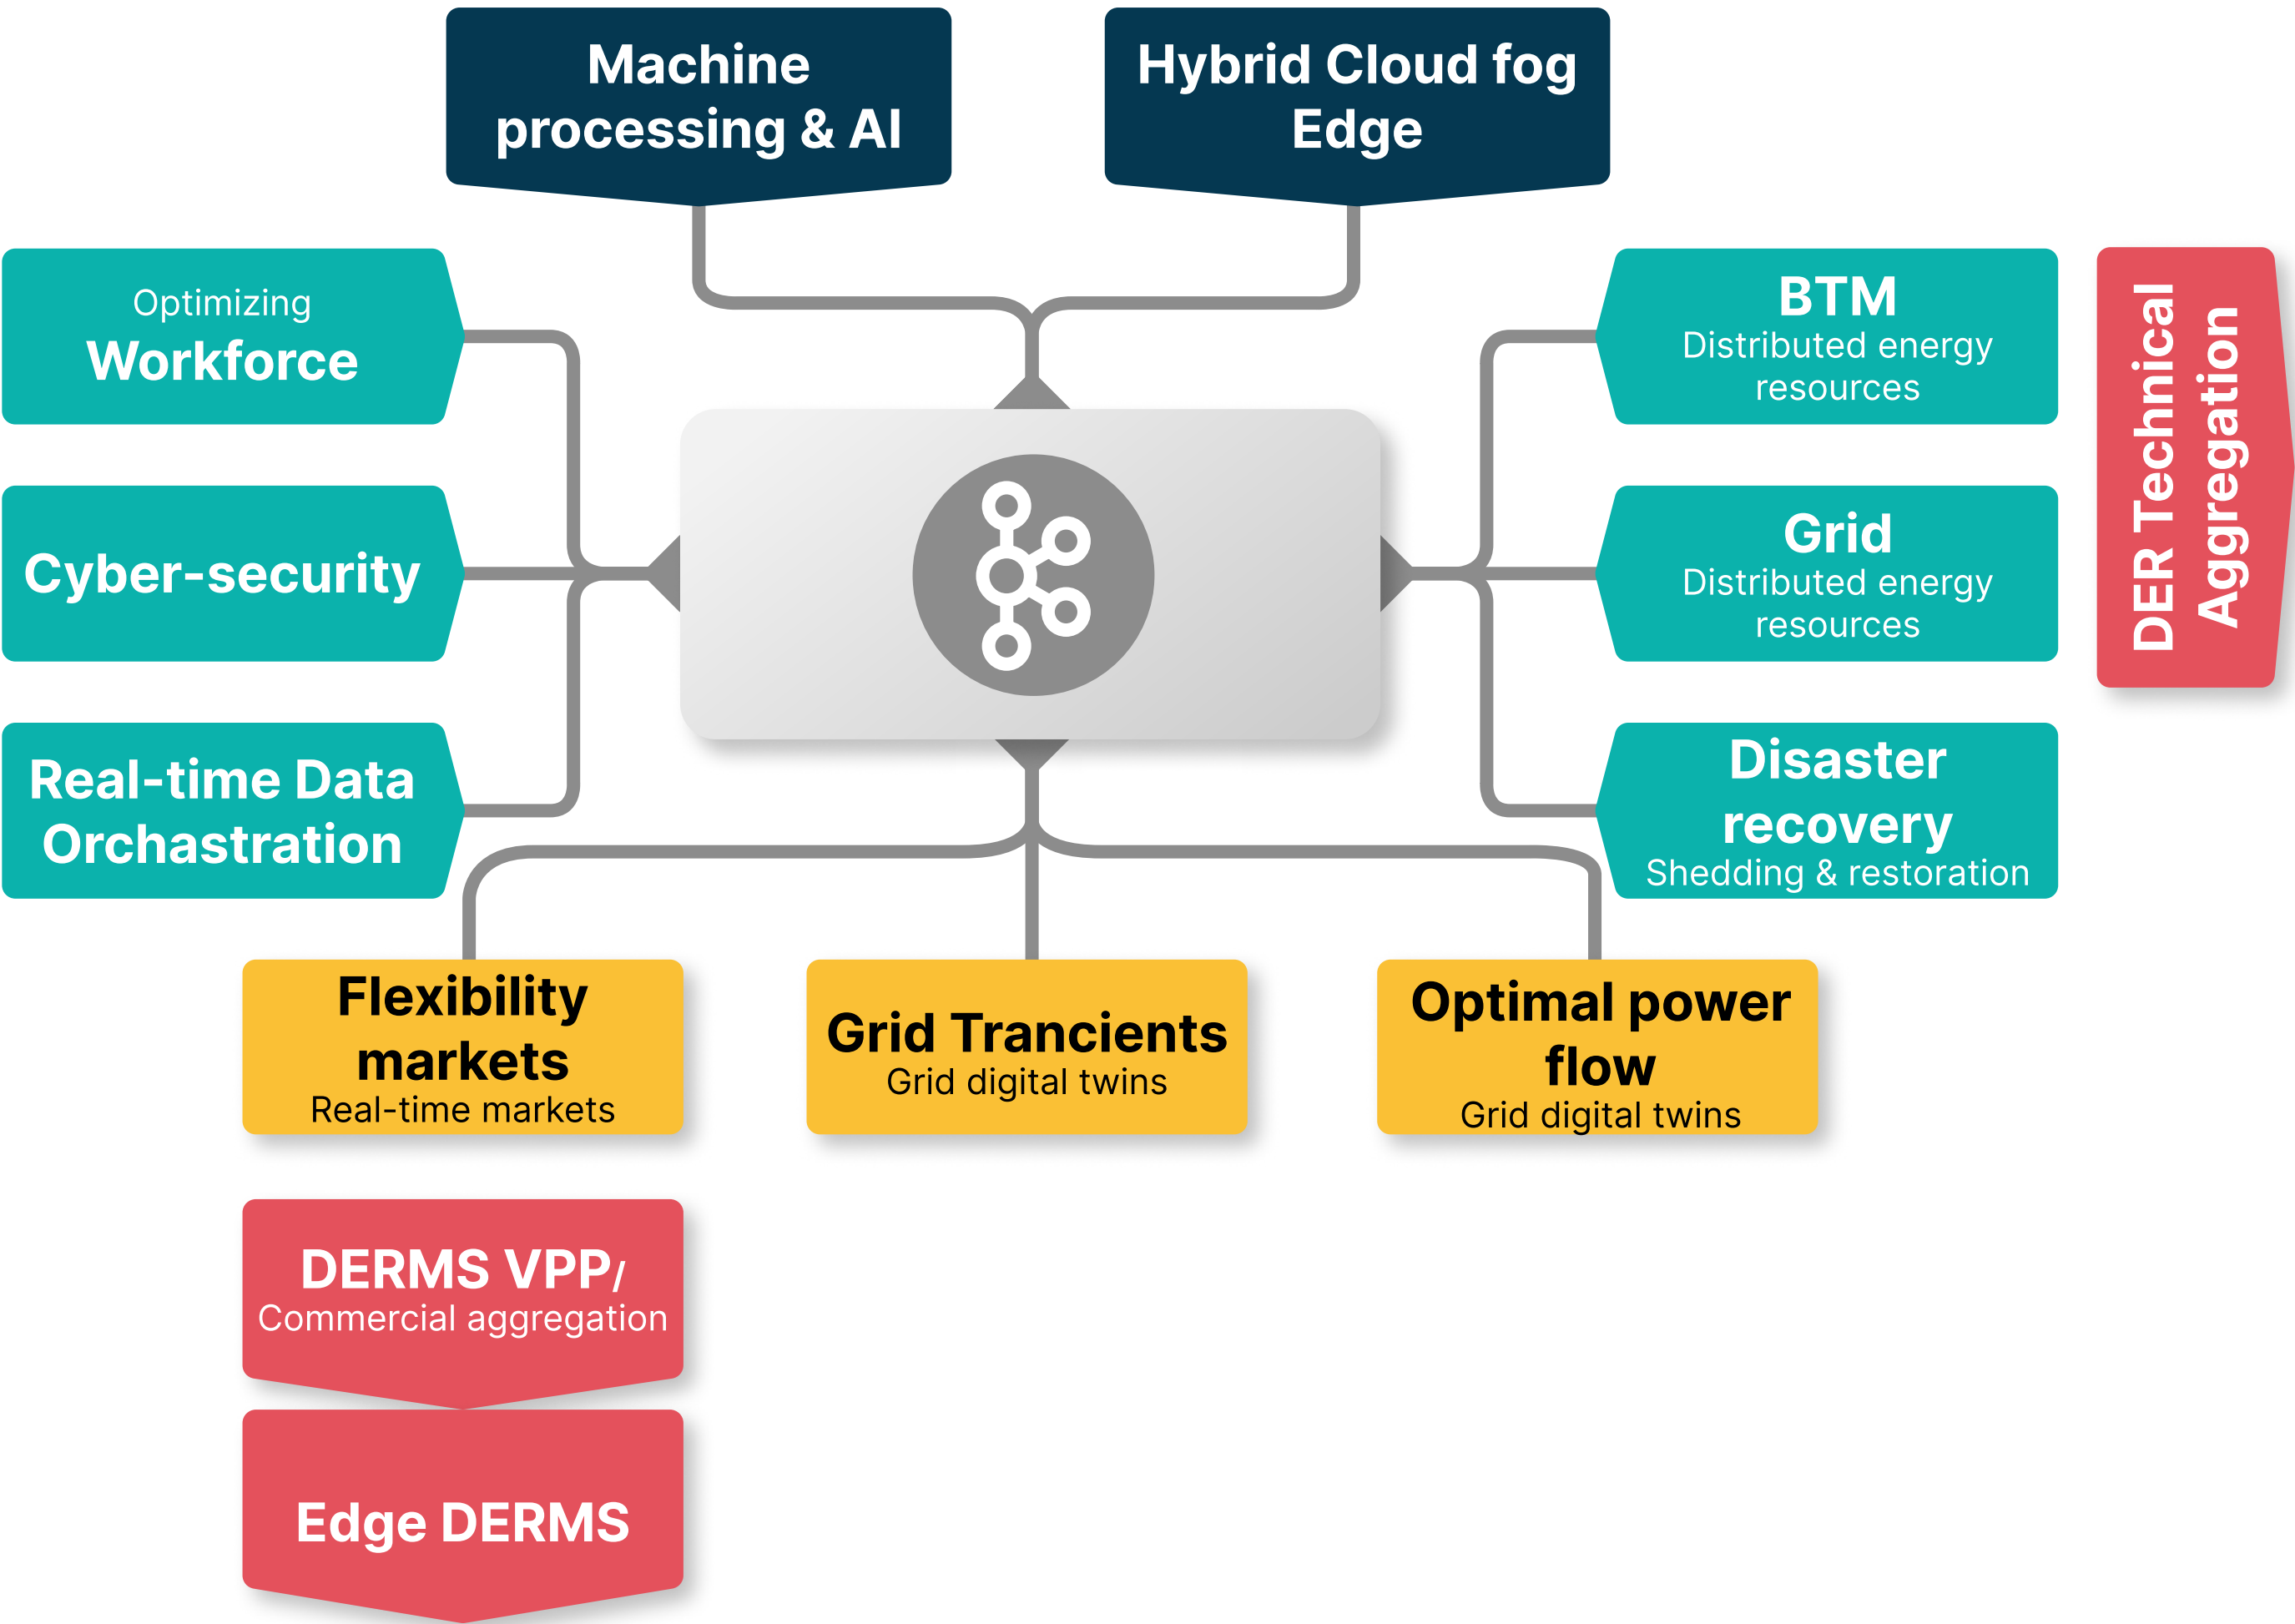 Machine
processing & AI
Hybrid Cloud fog
Edge
Optimizing
Workforce
Cyber-security
Real-time Data
Orchastration
BTM
Distributed energy
resources
Grid
Distributed energy
resources
Disaster
recovery
Shedding & restoration
DER Technical
Aggregation
Flexibility
markets
Real-time markets
Grid Trancients
Grid digital twins
Optimal power
flow
Grid digital twins
DERMS VPP/
Commercial aggregation
Edge DERMS